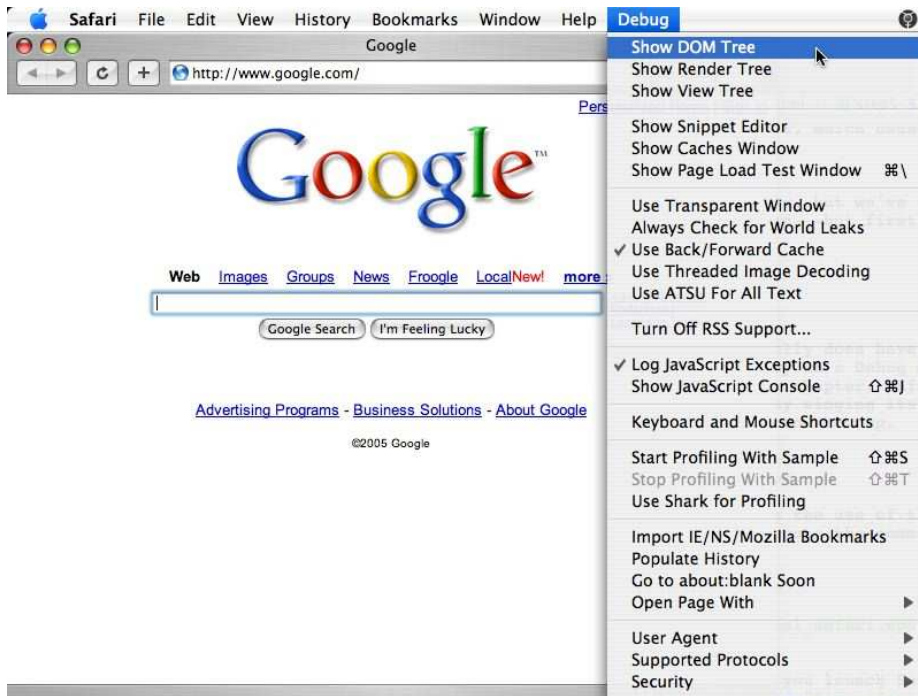 Safari File Edit View History Bookmarks Window Help Debug
Google
http://www.google.com/
Google™
Web Images Groups News Froogle LocalNew! more
Google Search I'm Feeling Lucky
Advertising Programs - Business Solutions - About Google
©2005 Google
Show DOM Tree
Show Render Tree
Show View Tree
Show Snippet Editor
Show Caches Window
Show Page Load Test Window ⌘\
Use Transparent Window
Always Check for World Leaks
✓ Use Back/Forward Cache
Use Threaded Image Decoding
Use ATSU For All Text
Turn Off RSS Support...
✓ Log JavaScript Exceptions
Show JavaScript Console ⇧⌘J
Keyboard and Mouse Shortcuts
Start Profiling With Sample ⇧⌘S
Stop Profiling With Sample ⇧⌘T
Use Shark for Profiling
Import IE/NS/Mozilla Bookmarks
Populate History
Go to about:blank Soon
Open Page With
User Agent
Supported Protocols
Security